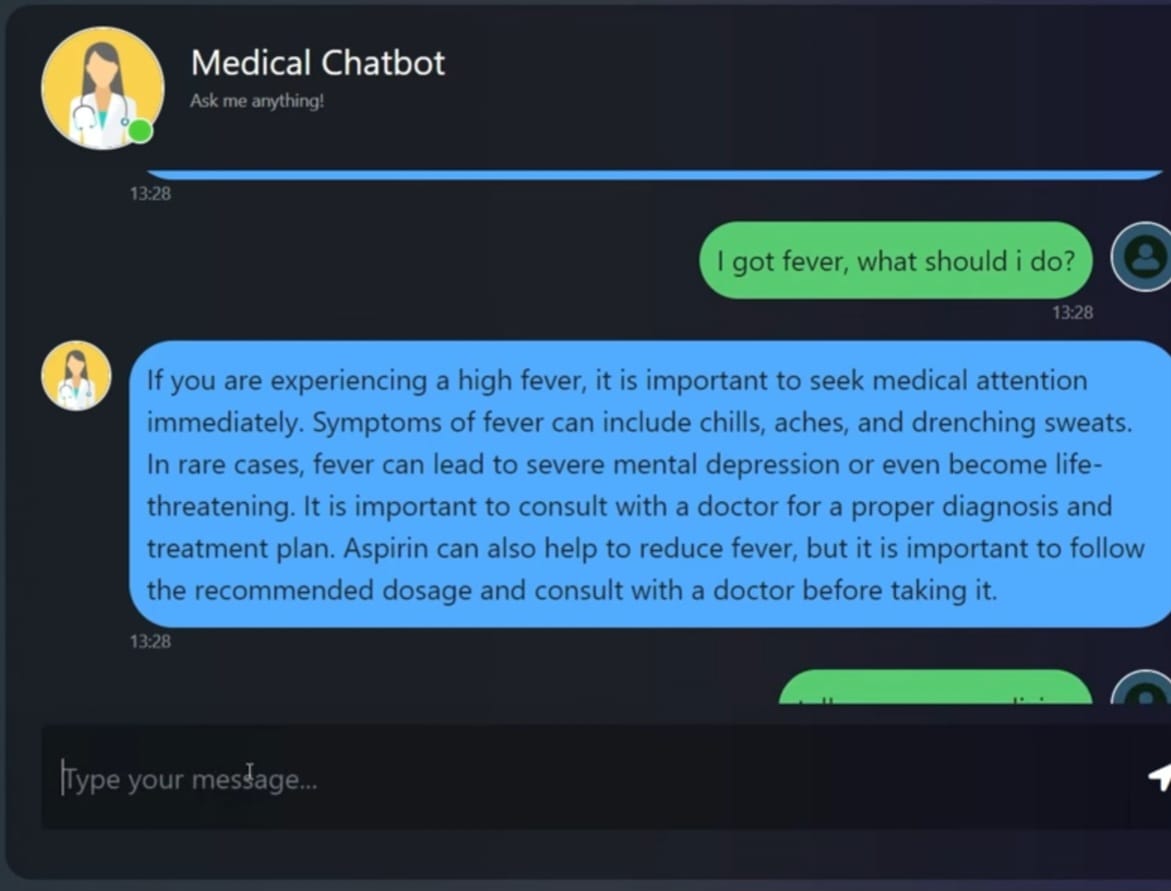 Medical Chatbot
Ask me anything!
13:28
I got fever, what should i do?
13:28
If you are experiencing a high fever, it is important to seek medical attention
immediately. Symptoms of fever can include chills, aches, and drenching sweats.
In rare cases, fever can lead to severe mental depression or even become life-
threatening. It is important to consult with a doctor for a proper diagnosis and
treatment plan. Aspirin can also help to reduce fever, but it is important to follow
the recommended dosage and consult with a doctor before taking it.
13:28
Type your message...